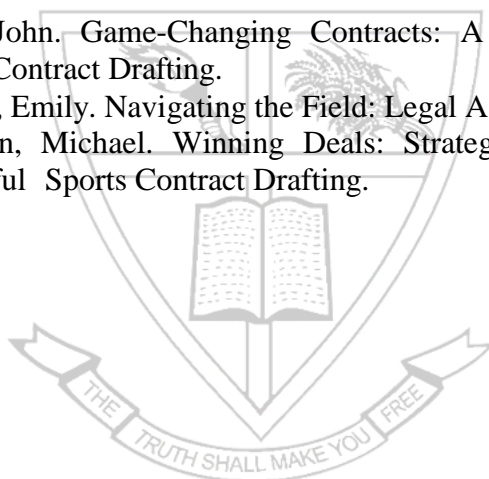 John. Game-Changing Contracts: A
Contract Drafting.
, Emily. Navigating the Field: Legal A
n, Michael. Winning Deals: Strateg
ful Sports Contract Drafting.
THE TRUTH SHALL MAKE YOU FREE